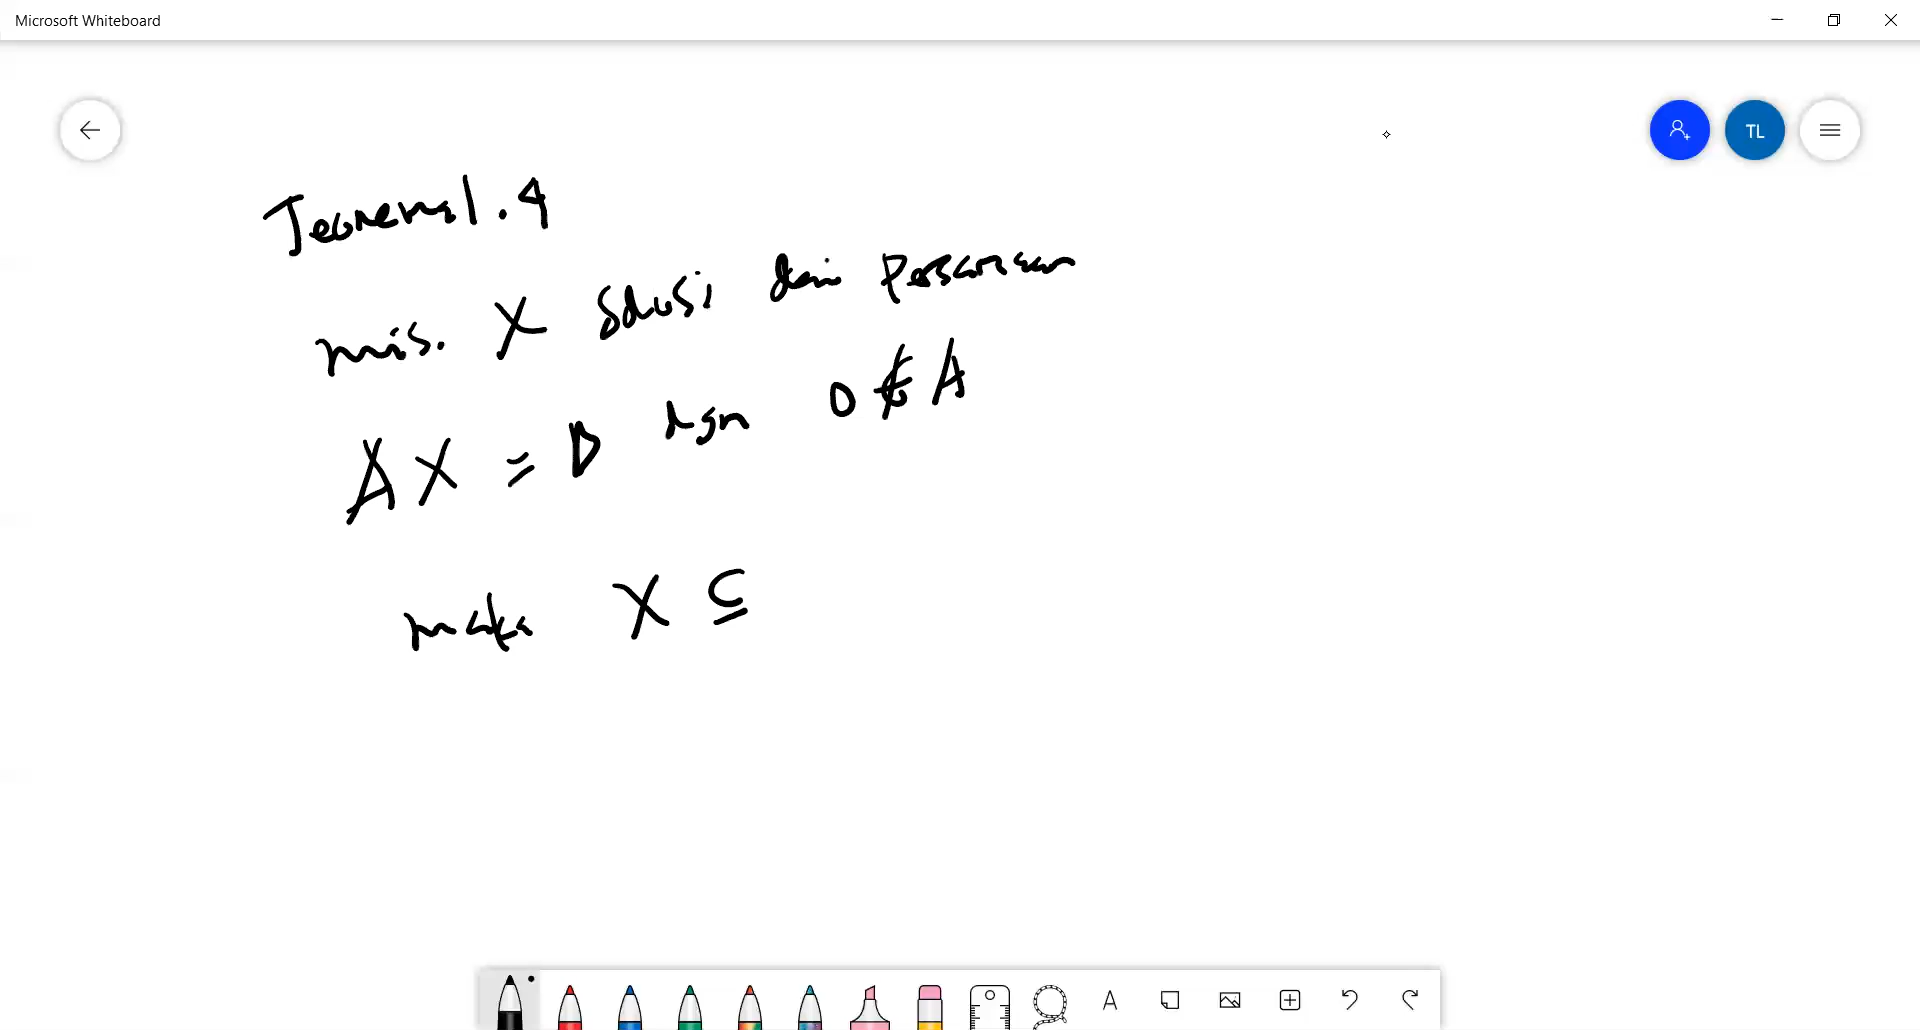 Microsoft Whiteboard
TL
Teorema 1.4
mis. X solusi dari persamaan
AX = D dgn 0 ∉ A
maka X ⊆
A